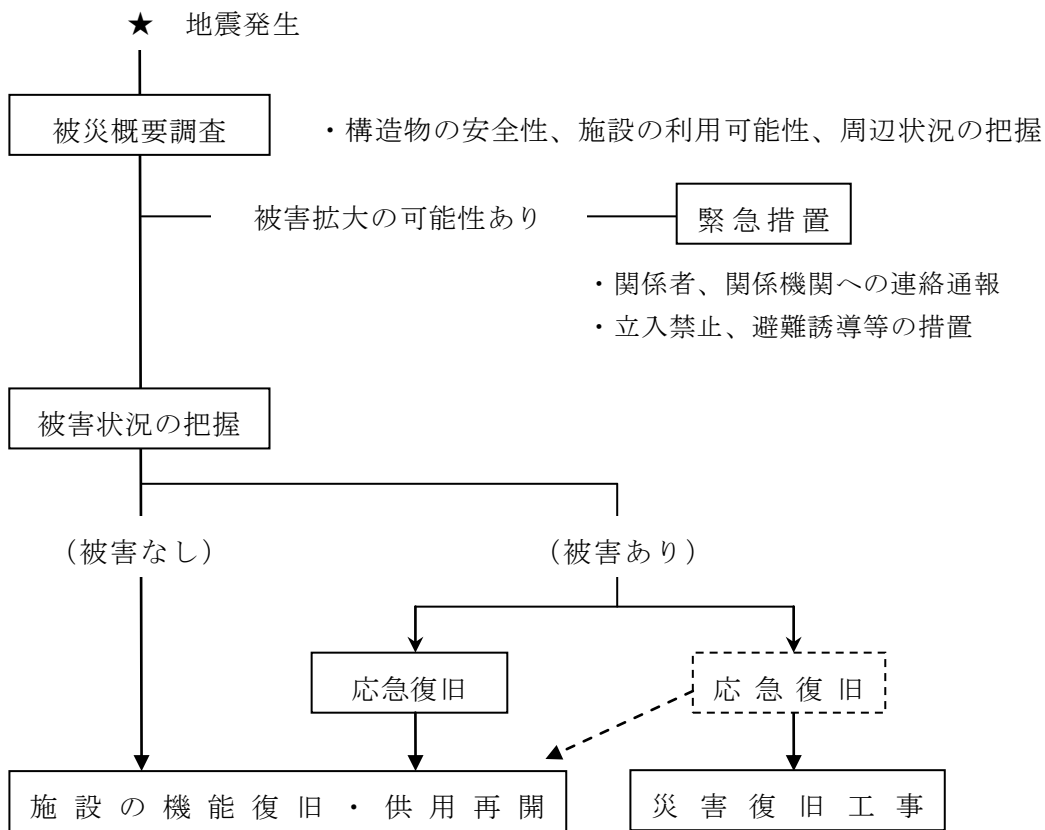 ★　地震発生
被災概要調査
・構造物の安全性、施設の利用可能性、周辺状況の把握
被害拡大の可能性あり
緊急措置
・関係者、関係機関への連絡通報
・立入禁止、避難誘導等の措置
被害状況の把握
（被害なし）
（被害あり）
応急復旧
応急復旧
施設の機能復旧・供用再開
災害復旧工事